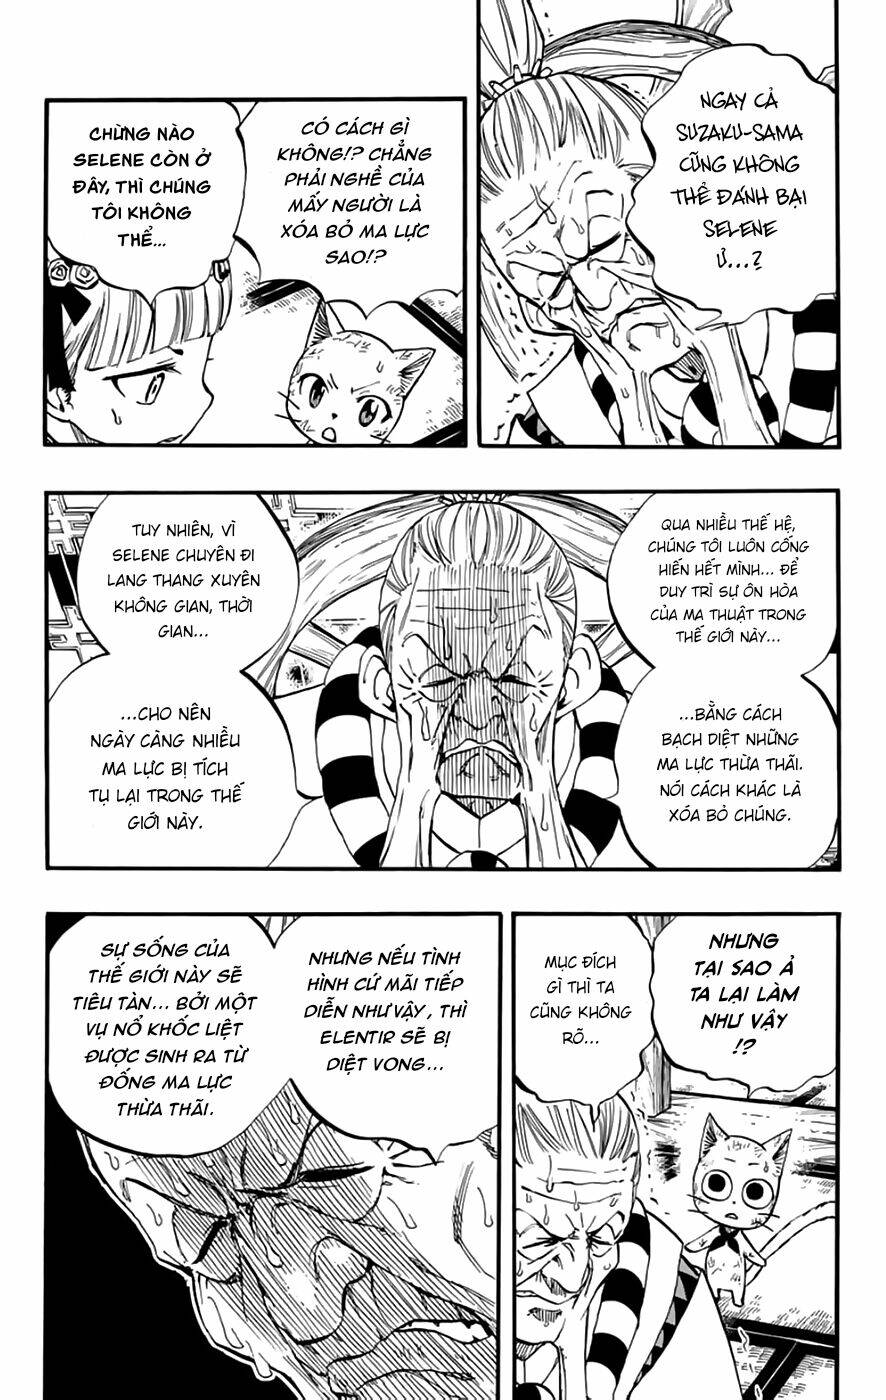 NGAY CẢ
SUZAKU-SAMA
CŨNG KHÔNG
THỂ ĐÁNH BẠI
SELENE
Ư...?
CÓ CÁCH GÌ
KHÔNG!? CHẲNG
PHẢI NGHỀ CỦA
MẤY NGƯỜI LÀ
XÓA BỎ MA LỰC
SAO!?
CHỪNG NÀO
SELENE CÒN Ở
ĐÂY, THÌ CHÚNG
TÔI KHÔNG
THỂ...
QUA NHIỀU THẾ HỆ,
CHÚNG TÔI LUÔN CỐNG
HIẾN HẾT MÌNH... ĐỂ
DUY TRÌ SỰ ÔN HÒA
CỦA MA THUẬT TRONG
THẾ GIỚI NÀY...
...BẰNG CÁCH
BẠCH DIỆT NHỮNG
MA LỰC THỪA THÃI.
NÓI CÁCH KHÁC LÀ
XÓA BỎ CHÚNG.
TUY NHIÊN, VÌ
SELENE CHUYÊN ĐI
LANG THANG XUYÊN
KHÔNG GIAN, THỜI
GIAN...
...CHO NÊN
NGÀY CÀNG NHIỀU
MA LỰC BỊ TÍCH
TỤ LẠI TRONG THẾ
GIỚI NÀY.
NHƯNG
TẠI SAO Ả
TA LẠI LÀM
NHƯ VẬY
!?
MỤC ĐÍCH
GÌ THÌ TA
CŨNG KHÔNG
RÕ...
NHƯNG NẾU TÌNH
HÌNH CỨ MÃI TIẾP
DIỄN NHƯ VẬY, THÌ
ELENTIR SẼ BỊ
DIỆT VONG...
SỰ SỐNG CỦA
THẾ GIỚI NÀY SẼ
TIÊU TÀN... BỞI MỘT
VỤ NỔ KHỐC LIỆT
ĐƯỢC SINH RA TỪ
ĐỐNG MA LỰC
THỪA THÃI.